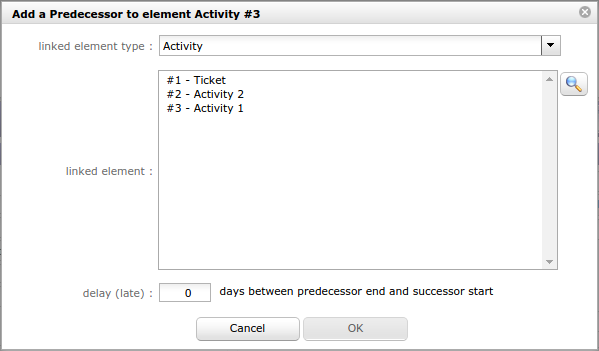 Add a Predecessor to element Activity #3
linked element type : Activity
#1 - Ticket
#2 - Activity 2
#3 - Activity 1
linked element :
delay (late) : 0 days between predecessor end and successor start
Cancel OK